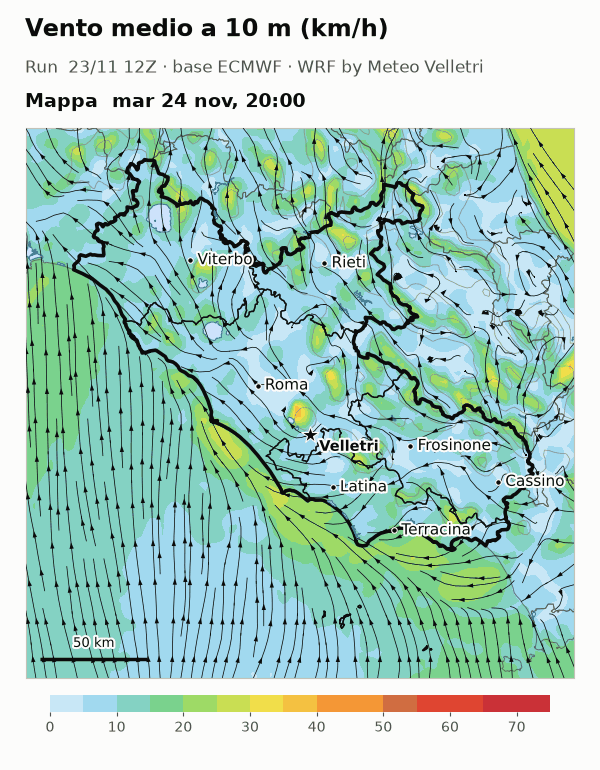 Vento medio a 10 m (km/h)
Run  23/11 12Z · base ECMWF · WRF by Meteo Velletri
Mappa  mar 24 nov, 20:00
Viterbo
Rieti
Roma
Velletri
Frosinone
Latina
Cassino
Terracina
50 km
0 10 20 30 40 50 60 70